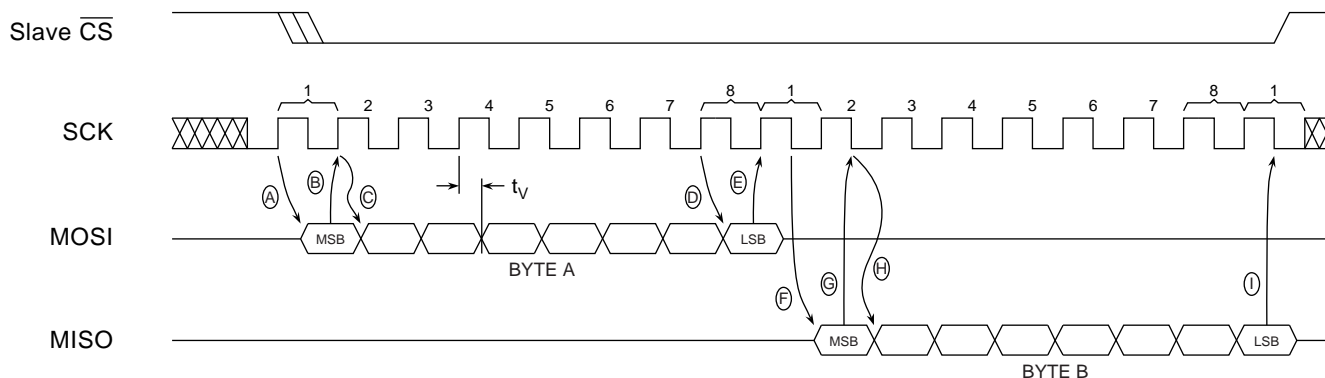 Slave C̅S̅
1 2 3 4 5 6 7 8 1 2 3 4 5 6 7 8 1
SCK
A B C tV D E
MOSI MSB LSB
BYTE A
F G H I
MISO MSB LSB
BYTE B